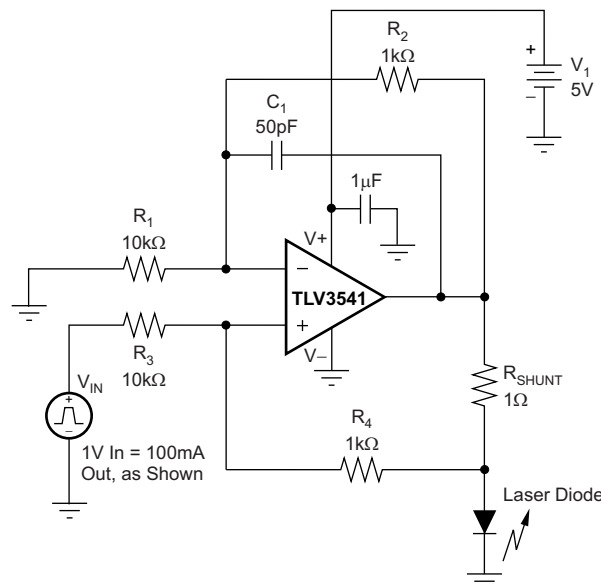 R2
1kΩ
+
V1
5V
−
C1
50pF
1μF
R1
10kΩ
V+
−
TLV3541
+
V−
R3
10kΩ
VIN
+
−
RSHUNT
1Ω
R4
1kΩ
1V In = 100mA
Out, as Shown
Laser Diode